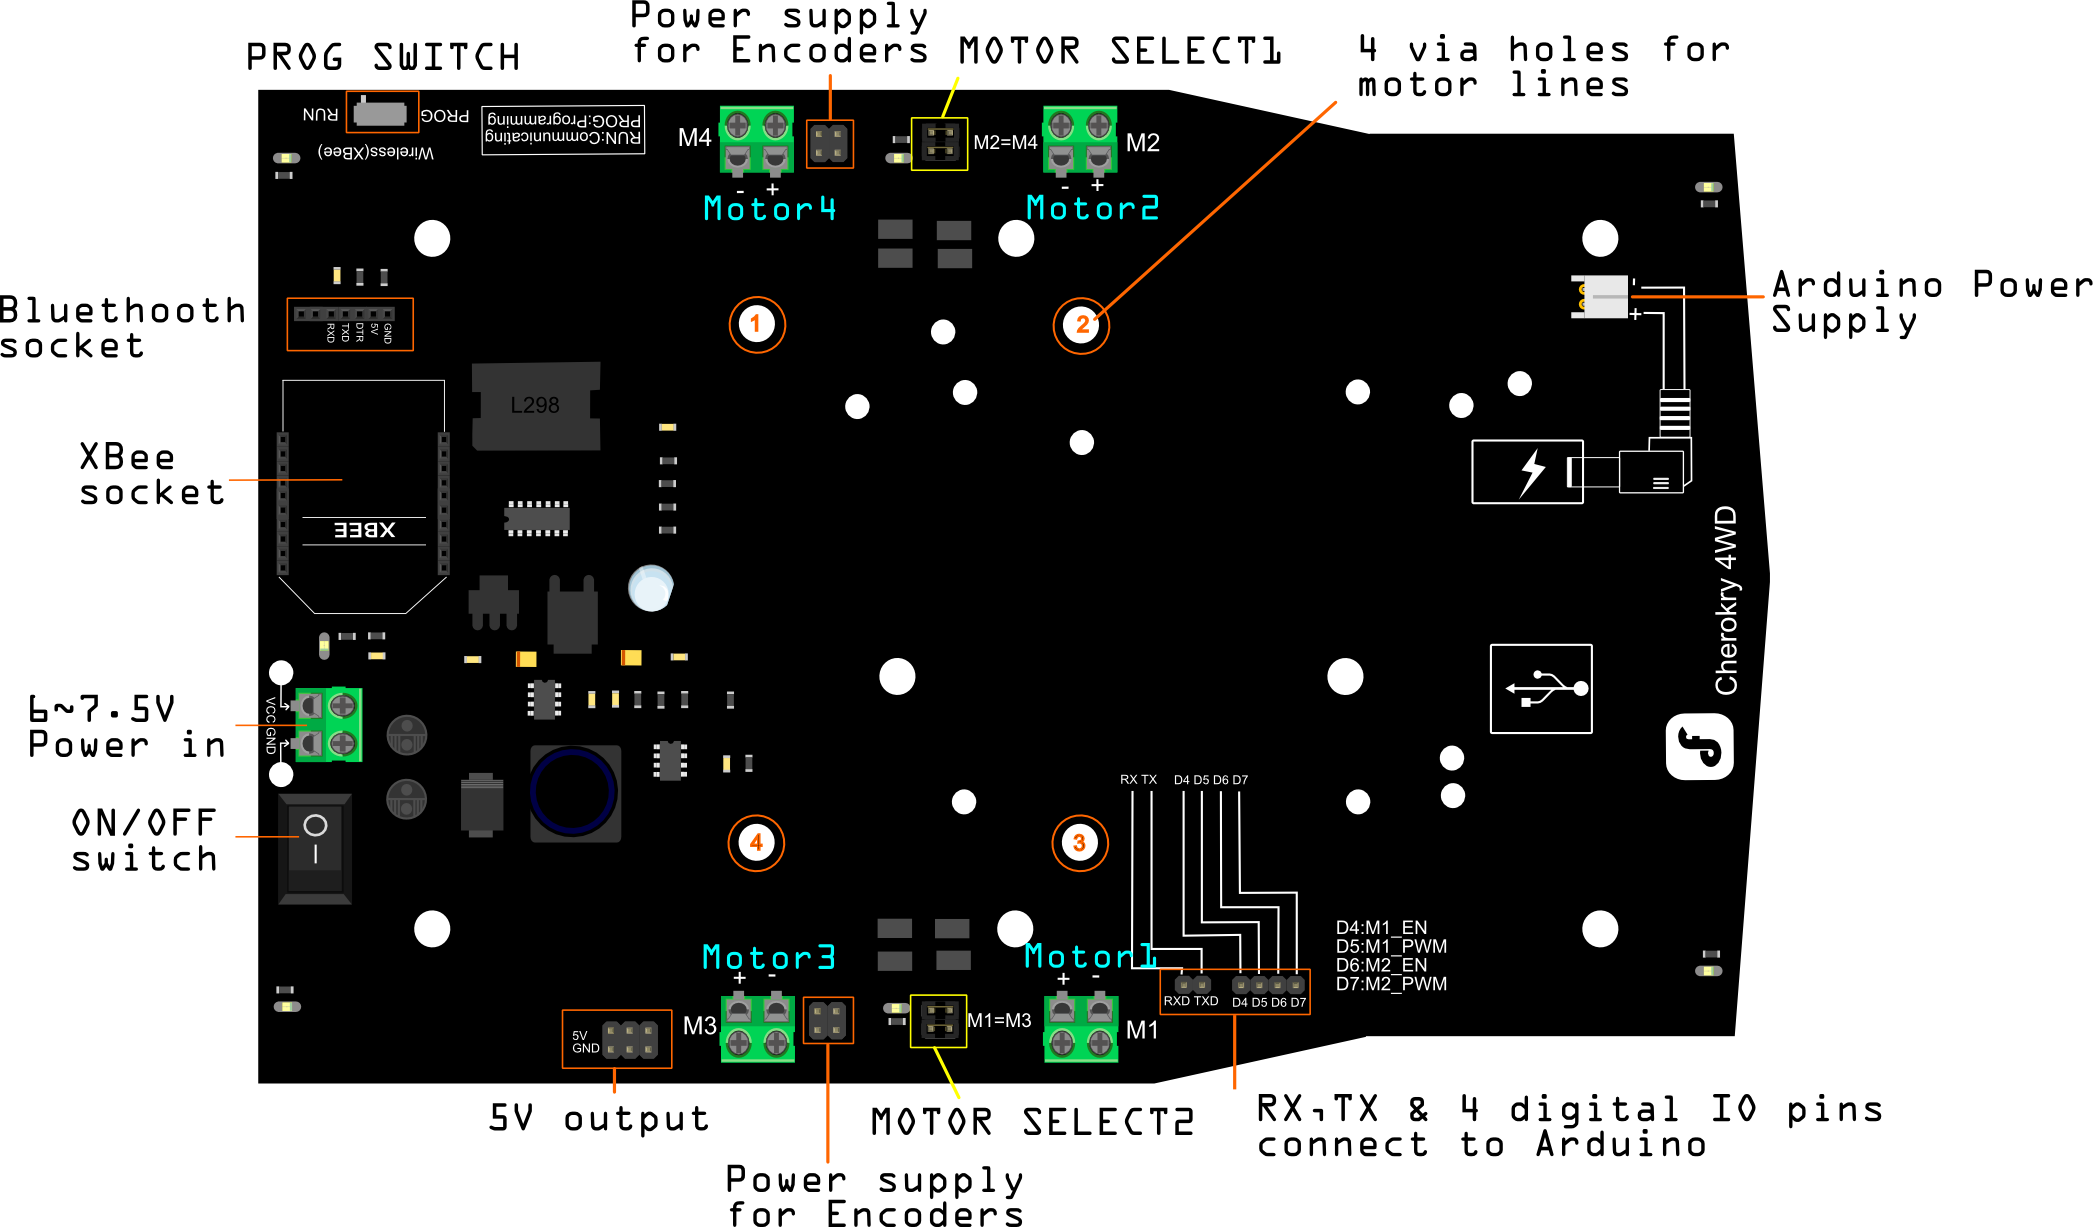 Power supply
for Encoders
PROG SWITCH
MOTOR SELECT1
4 via holes for
motor lines
RUN
PROG
Wireless(XBee)
RUN:Communicating
PROG:Programming
M4
M2=M4
M2
- +
- +
Motor4
Motor2
Arduino Power
Supply
-
+
Bluethooth
socket
RXD
TXD
DTR
5V
GND
1
2
L298
XBee
socket
XBEE
Cherokry 4WD
6~7.5V
Power in
VCC
GND
ON/OFF
switch
RX TX D4 D5 D6 D7
4
3
D4:M1_EN
D5:M1_PWM
D6:M2_EN
D7:M2_PWM
Motor3
Motor1
+ -
+ -
RXD TXD D4 D5 D6 D7
M3
M1=M3
M1
5V
GND
5V output
MOTOR SELECT2
RX,TX & 4 digital IO pins
connect to Arduino
Power supply
for Encoders